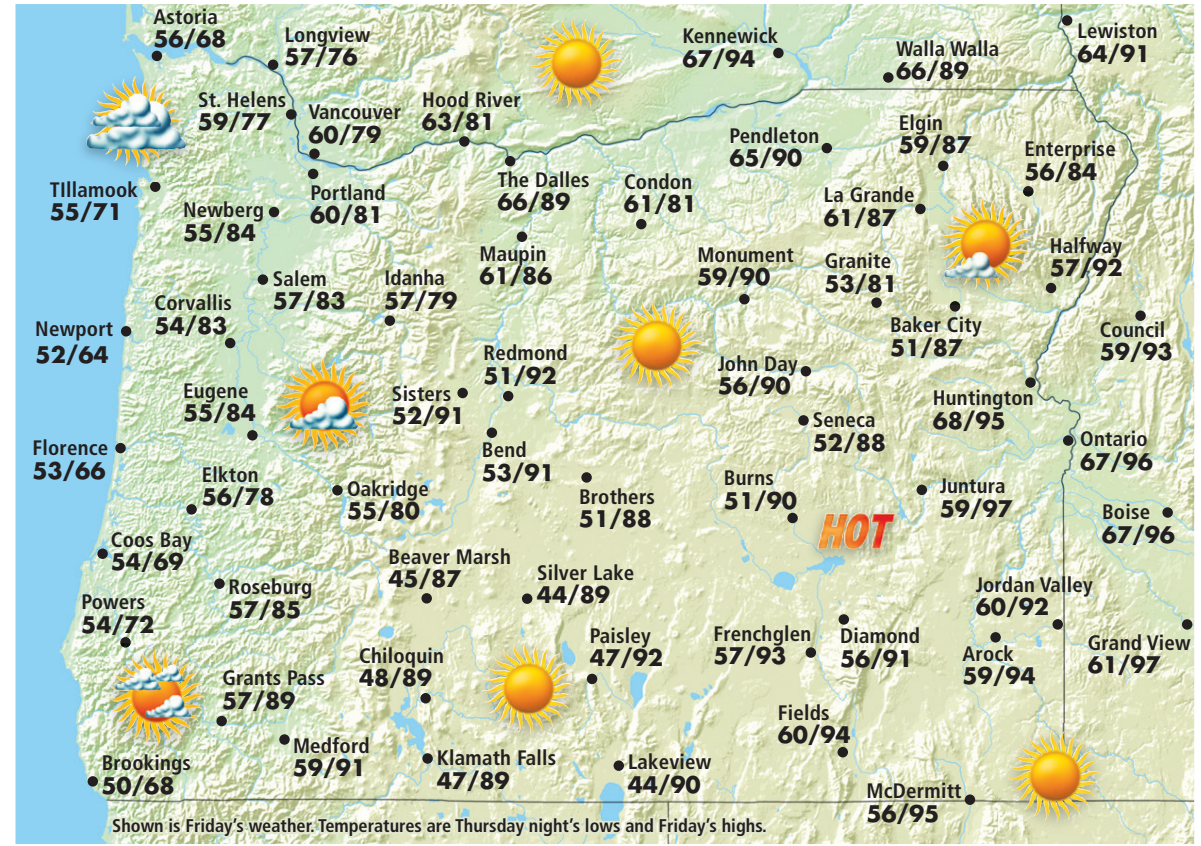 Astoria
56/68
Longview
57/76
Kennewick
67/94
Walla Walla
66/89
Lewiston
64/91
St. Helens
59/77
Vancouver
60/79
Hood River
63/81
Pendleton
65/90
Elgin
59/87
Enterprise
56/84
TIllamook
55/71
Newberg
55/84
Portland
60/81
The Dalles
66/89
Condon
61/81
La Grande
61/87
Maupin
61/86
Monument
59/90
Granite
53/81
Halfway
57/92
Salem
57/83
Idanha
57/79
Corvallis
54/83
Newport
52/64
Baker City
51/87
Council
59/93
Redmond
51/92
John Day
56/90
Eugene
55/84
Sisters
52/91
Huntington
68/95
Seneca
52/88
Florence
53/66
Bend
53/91
Ontario
67/96
Elkton
56/78
Oakridge
55/80
Brothers
51/88
Burns
51/90
Juntura
59/97
Boise
67/96
HOT
Coos Bay
54/69
Beaver Marsh
45/87
Silver Lake
44/89
Roseburg
57/85
Jordan Valley
60/92
Powers
54/72
Paisley
47/92
Frenchglen
57/93
Diamond
56/91
Arock
59/94
Grand View
61/97
Chiloquin
48/89
Grants Pass
57/89
Fields
60/94
Medford
59/91
Klamath Falls
47/89
Lakeview
44/90
Brookings
50/68
McDermitt
56/95
Shown is Friday's weather. Temperatures are Thursday night's lows and Friday's highs.